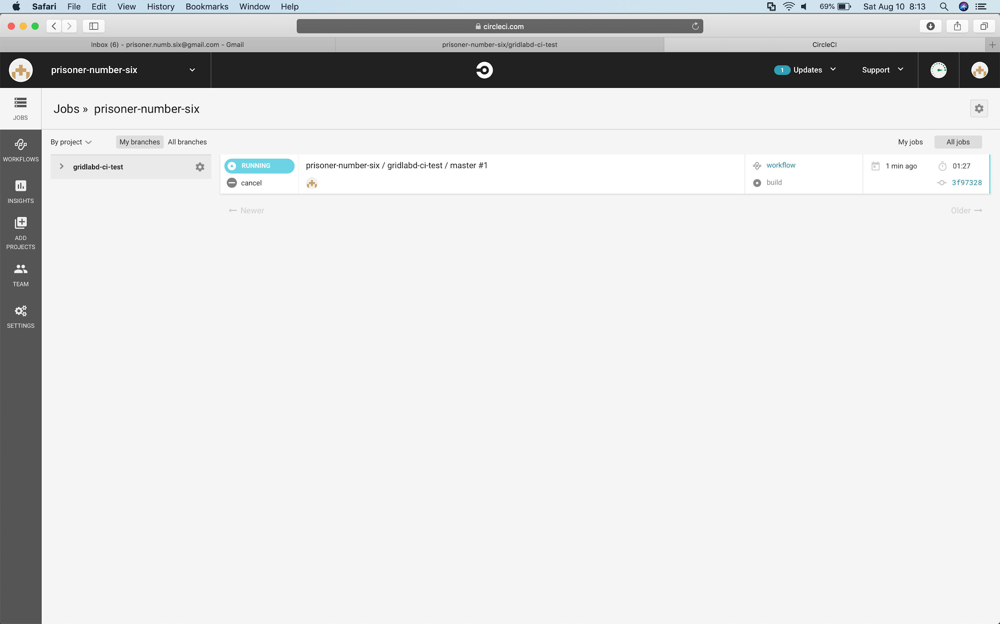 Safari File Edit View History Bookmarks Window Help 69% Sat Aug 10 8:13
circleci.com
Inbox (6) - prisoner.numb.six@gmail.com - Gmail
prisoner-number-six/gridlabd-ci-test
CircleCI
prisoner-number-six
1 Updates
Support
JOBS
WORKFLOWS
INSIGHTS
ADD
PROJECTS
TEAM
SETTINGS
Jobs » prisoner-number-six
By project
My branches
All branches
My jobs
All jobs
gridlabd-ci-test
RUNNING
cancel
prisoner-number-six / gridlabd-ci-test / master #1
workflow
build
1 min ago
01:27
3f97328
Newer
Older